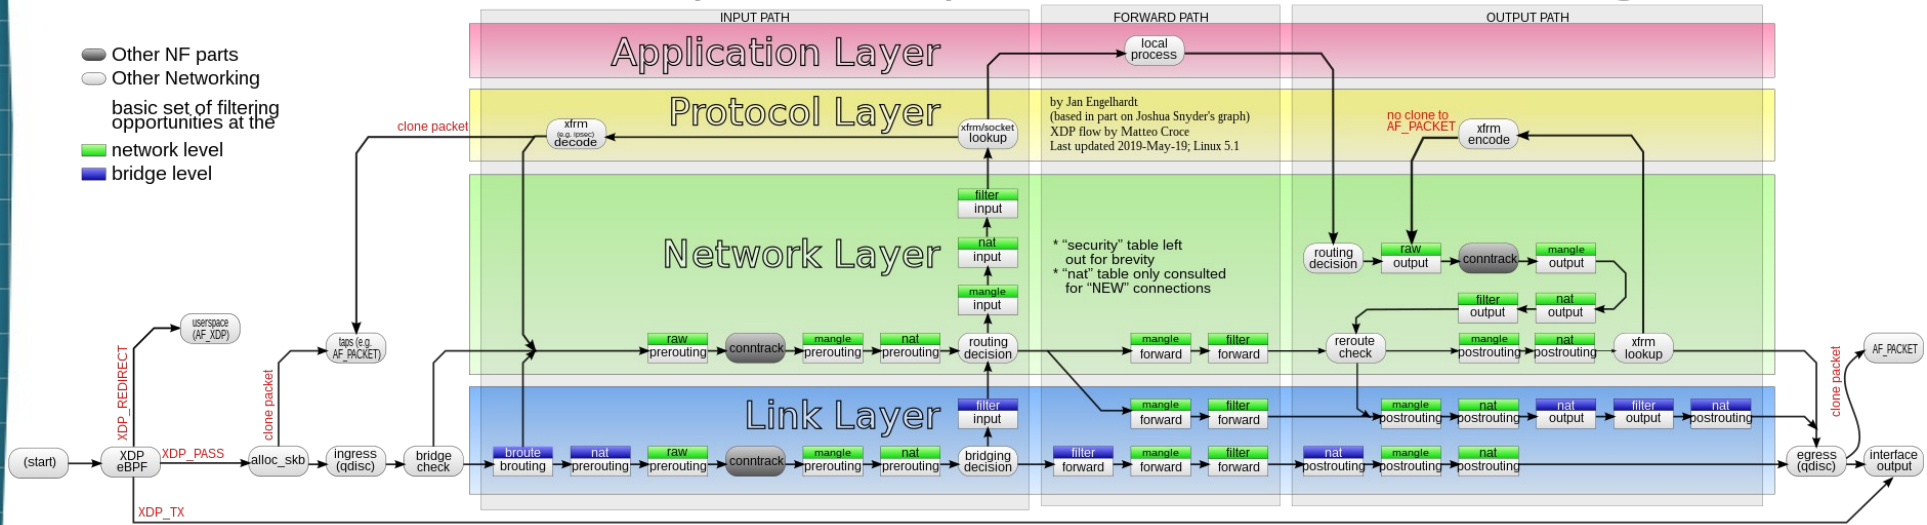 INPUT PATH
FORWARD PATH
OUTPUT PATH
Other NF parts
Other Networking
basic set of filtering
opportunities at the
network level
bridge level
Application Layer
local
process
Protocol Layer
by Jan Engelhardt
(based in part on Joshua Snyder's graph)
XDP flow by Matteo Croce
Last updated 2019-May-19; Linux 5.1
clone packet
xfrm
(e.g. ipsec)
decode
xfrm/socket
lookup
no clone to
AF_PACKET
xfrm
encode
Network Layer
filter
input
nat
input
mangle
input
* “security” table left
out for brevity
* “nat” table only consulted
for “NEW” connections
routing
decision
raw
output
conntrack
mangle
output
filter
output
nat
output
userspace
(AF_XDP)
taps (e.g.
AF_PACKET)
raw
prerouting
conntrack
mangle
prerouting
nat
prerouting
routing
decision
mangle
forward
filter
forward
reroute
check
mangle
postrouting
nat
postrouting
xfrm
lookup
AF_PACKET
XDP_REDIRECT
clone packet
clone packet
Link Layer
filter
input
mangle
forward
filter
forward
mangle
postrouting
nat
postrouting
nat
output
filter
output
nat
postrouting
(start)
XDP
eBPF
XDP_PASS
alloc_skb
ingress
(qdisc)
bridge
check
broute
brouting
nat
prerouting
raw
prerouting
conntrack
mangle
prerouting
nat
prerouting
bridging
decision
filter
forward
mangle
forward
filter
forward
nat
postrouting
mangle
postrouting
nat
postrouting
egress
(qdisc)
interface
output
XDP_TX